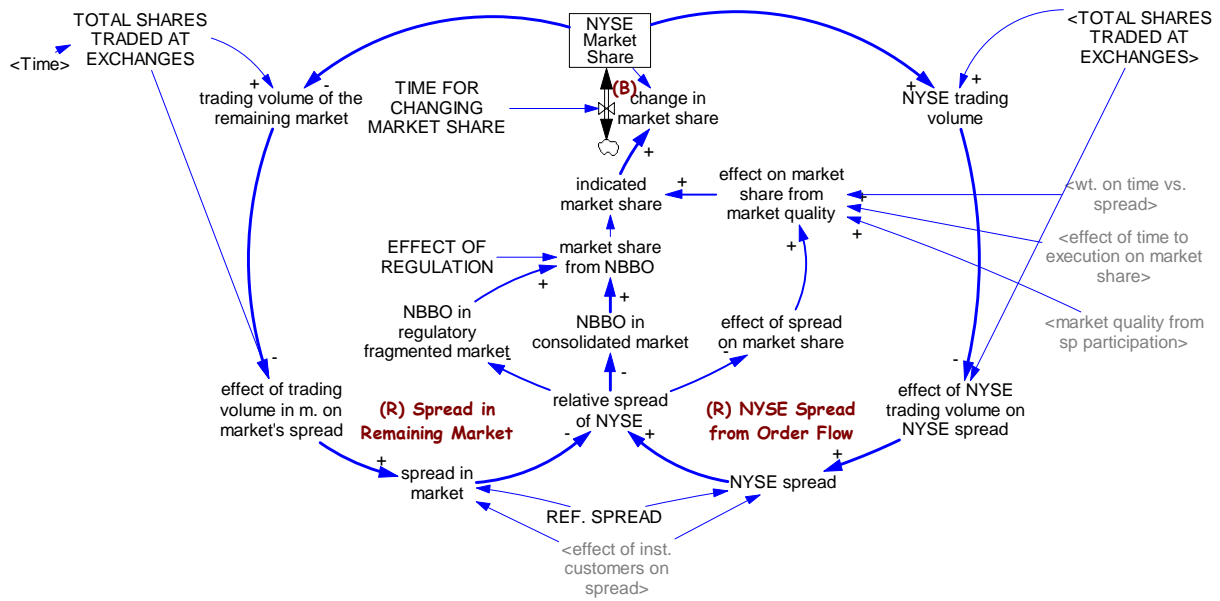 TOTAL SHARES
TRADED AT
EXCHANGES
<Time>
NYSE
Market
Share
<TOTAL SHARES
TRADED AT
EXCHANGES>
+
-
trading volume of the
remaining market
TIME FOR
CHANGING
MARKET SHARE
(B)
change in
market share
+
+
+
NYSE trading
volume
indicated
market share
+
effect on market
share from
market quality
+
+
<wt. on time vs.
spread>
<effect of time to
execution on market
share>
<market quality from
sp participation>
EFFECT OF
REGULATION
market share
from NBBO
+
+
+
NBBO in
regulatory
fragmented market
-
NBBO in
consolidated market
-
effect of spread
on market share
-
-
effect of trading
volume in m. on
market's spread
-
effect of NYSE
trading volume on
NYSE spread
(R) Spread in
Remaining Market
relative spread
of NYSE
(R) NYSE Spread
from Order Flow
+
-
+
+
spread in
market
NYSE spread
REF. SPREAD
<effect of inst.
customers on
spread>